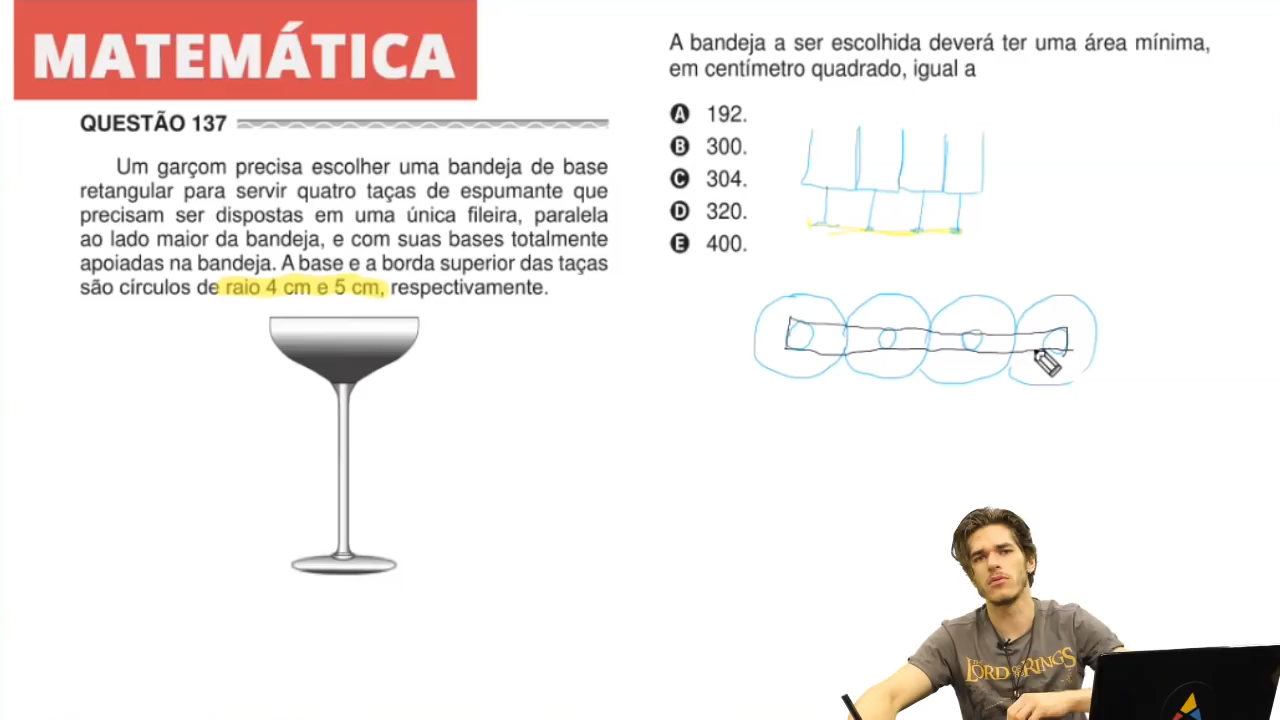 MATEMÁTICA
QUESTÃO 137
Um garçom precisa escolher uma bandeja de base
retangular para servir quatro taças de espumante que
precisam ser dispostas em uma única fileira, paralela
ao lado maior da bandeja, e com suas bases totalmente
apoiadas na bandeja. A base e a borda superior das taças
são círculos de raio 4 cm e 5 cm, respectivamente.
A bandeja a ser escolhida deverá ter uma área mínima,
em centímetro quadrado, igual a
A 192.
B 300.
C 304.
D 320.
E 400.
THE
LORD OF THE RINGS